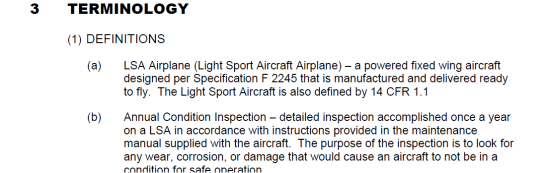 3 TERMINOLOGY
(1) DEFINITIONS
(a) LSA Airplane (Light Sport Aircraft Airplane) – a powered fixed wing aircraft
designed per Specification F 2245 that is manufactured and delivered ready
to fly. The Light Sport Aircraft is also defined by 14 CFR 1.1
(b) Annual Condition Inspection – detailed inspection accomplished once a year
on a LSA in accordance with instructions provided in the maintenance
manual supplied with the aircraft. The purpose of the inspection is to look for
any wear, corrosion, or damage that would cause an aircraft to not be in a
condition for safe operation